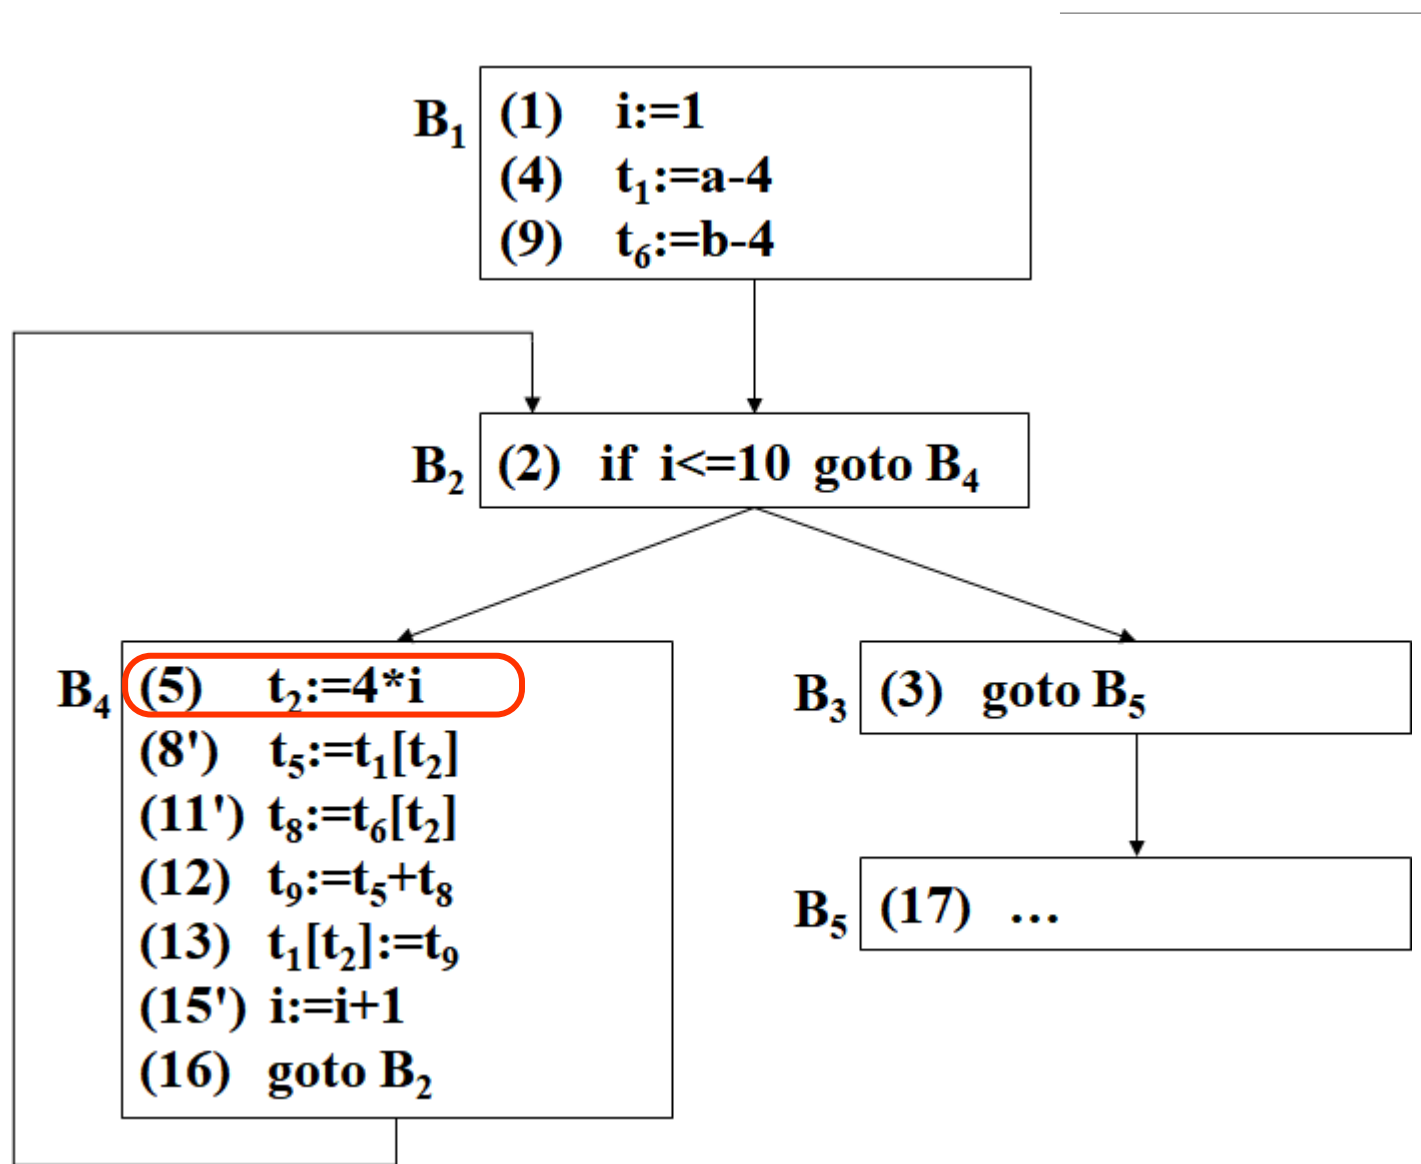 B₁
(1) i:=1
(4) t₁:=a-4
(9) t₆:=b-4
B₂
(2) if i<=10 goto B₄
B₄
(5) t₂:=4*i
(8') t₅:=t₁[t₂]
(11') t₈:=t₆[t₂]
(12) t₉:=t₅+t₈
(13) t₁[t₂]:=t₉
(15') i:=i+1
(16) goto B₂
B₃
(3) goto B₅
B₅
(17) …